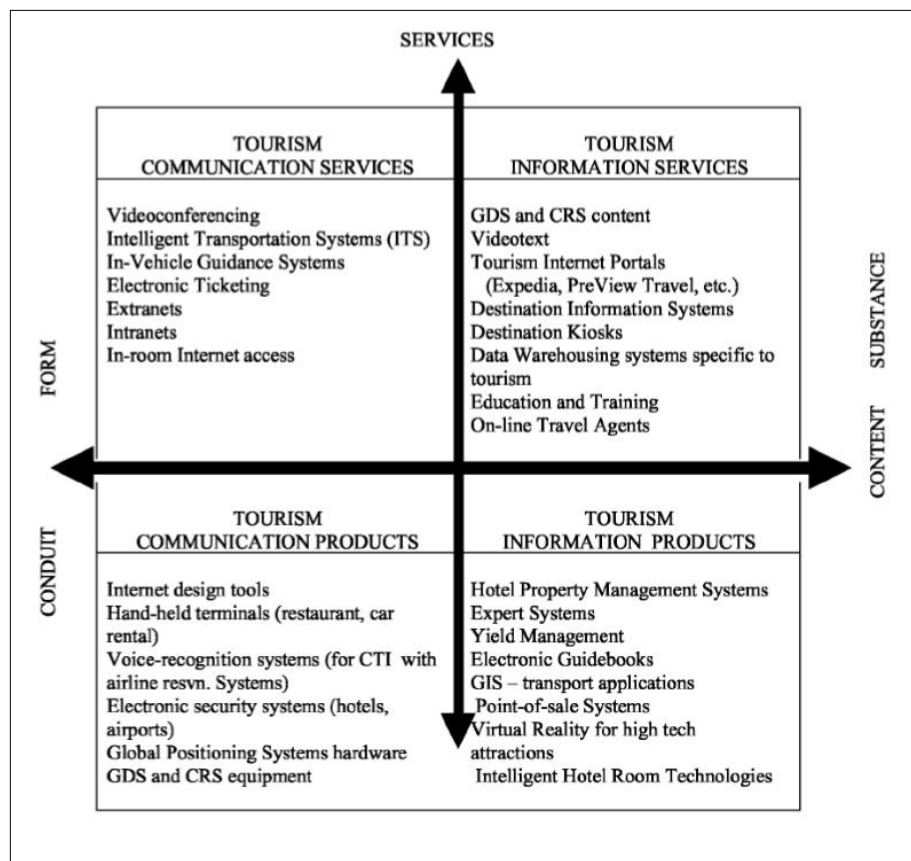 SERVICES
TOURISM
COMMUNICATION SERVICES
Videoconferencing
Intelligent Transportation Systems (ITS)
In-Vehicle Guidance Systems
Electronic Ticketing
Extranets
Intranets
In-room Internet access
TOURISM
INFORMATION SERVICES
GDS and CRS content
Videotext
Tourism Internet Portals
(Expedia, PreView Travel, etc.)
Destination Information Systems
Destination Kiosks
Data Warehousing systems specific to
tourism
Education and Training
On-line Travel Agents
FORM
SUBSTANCE
CONDUIT
CONTENT
TOURISM
COMMUNICATION PRODUCTS
Internet design tools
Hand-held terminals (restaurant, car
rental)
Voice-recognition systems (for CTI with
airline resvn. Systems)
Electronic security systems (hotels,
airports)
Global Positioning Systems hardware
GDS and CRS equipment
TOURISM
INFORMATION PRODUCTS
Hotel Property Management Systems
Expert Systems
Yield Management
Electronic Guidebooks
GIS – transport applications
Point-of-sale Systems
Virtual Reality for high tech
attractions
Intelligent Hotel Room Technologies